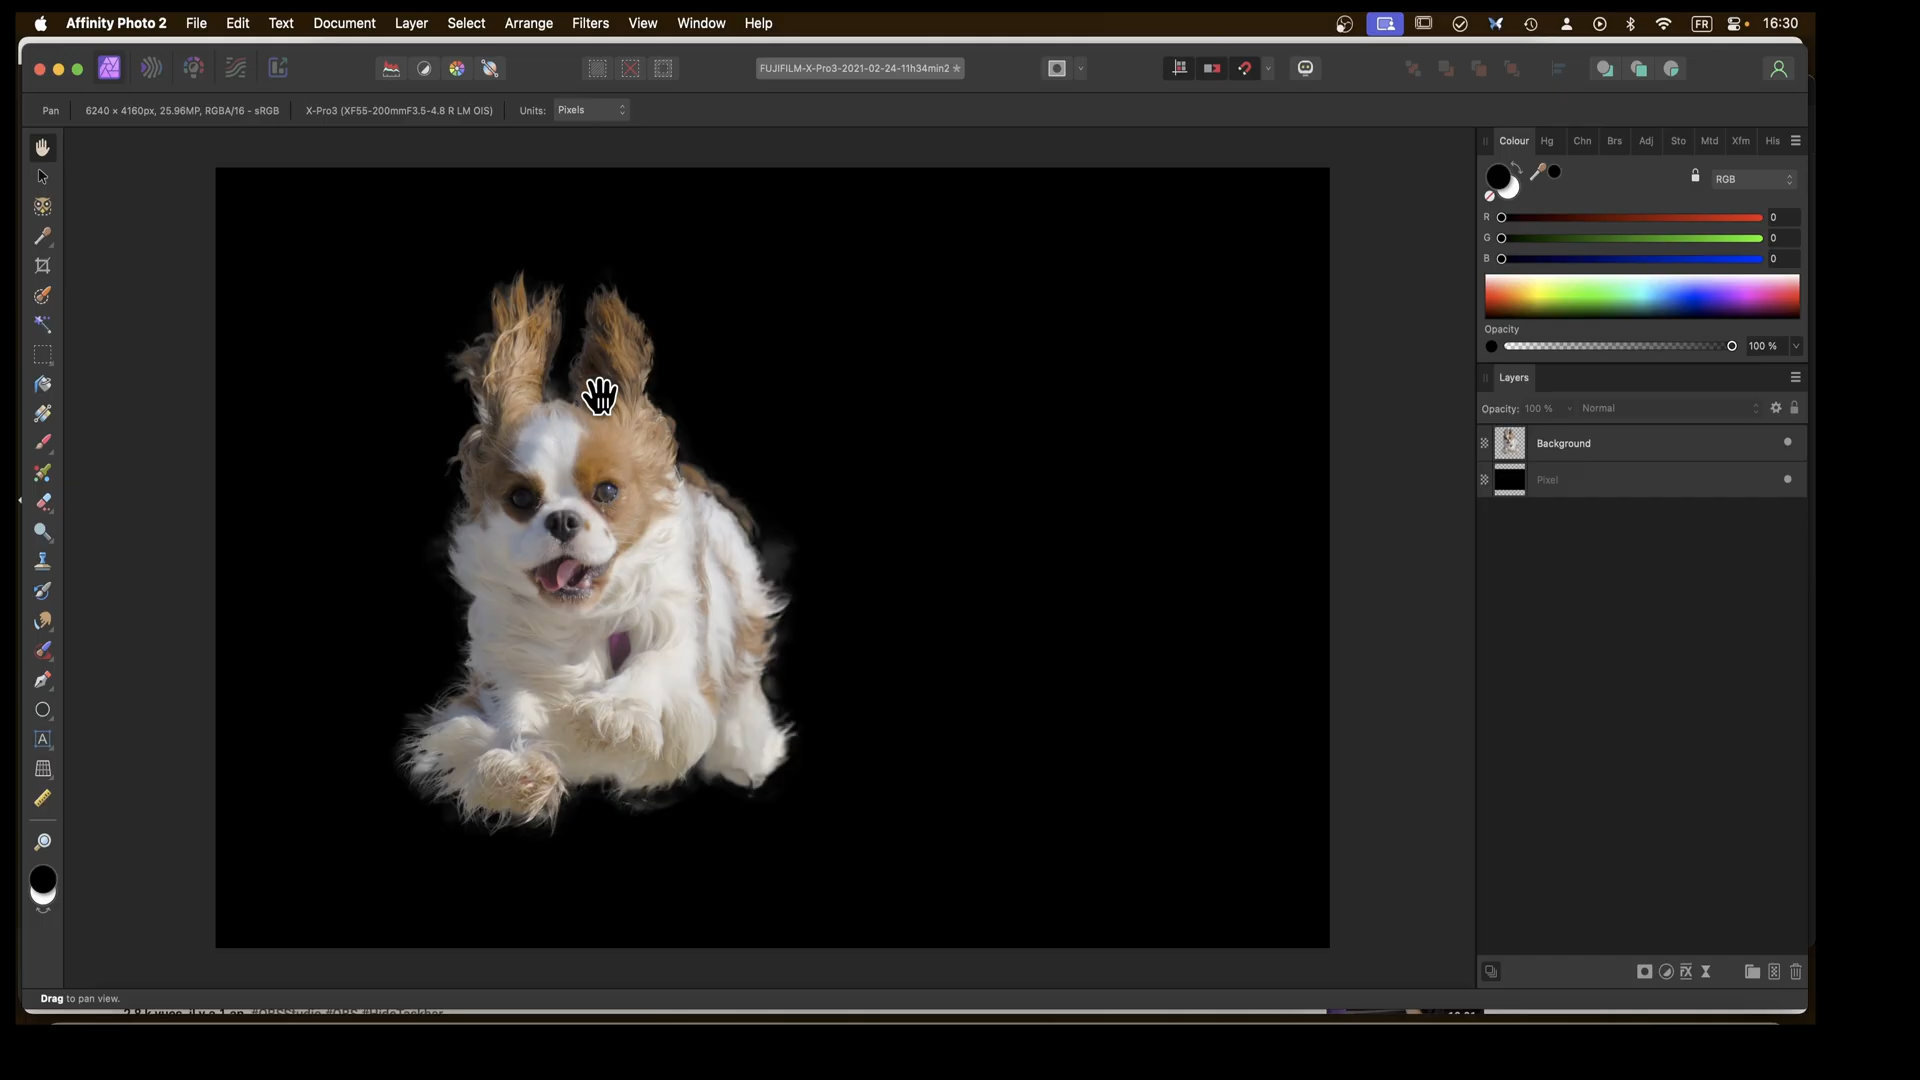 Affinity Photo 2 File Edit Text Document Layer Select Arrange Filters View Window Help FR 16:30
FUJIFILM-X-Pro3-2021-02-24-11h34min2 *
Pan 6240 × 4160px, 25.96MP, RGBA/16 - sRGB X-Pro3 (XF55-200mmF3.5-4.8 R LM OIS) Units: Pixels
Colour Hg Chn Brs Adj Sto Mtd Xfm His
RGB
R 0
G 0
B 0
Opacity
100 %
Layers
Opacity: 100 % Normal
Background
Pixel
A
Drag to pan view.